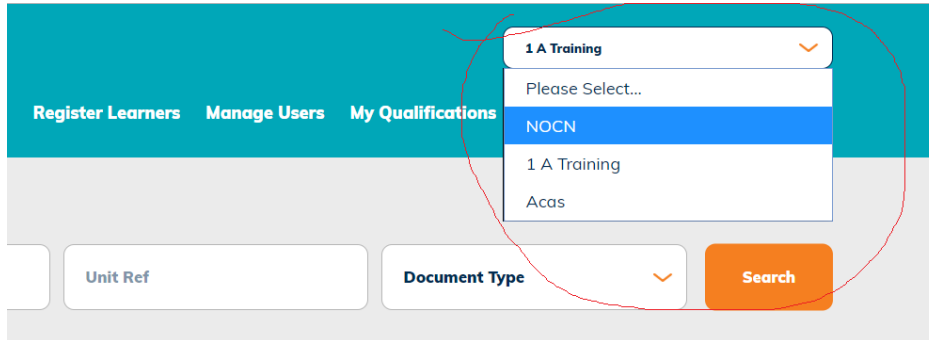 1 A Training
Please Select...
Register Learners Manage Users My Qualifications
NOCN
1 A Training
Acas
Unit Ref
Document Type
Search